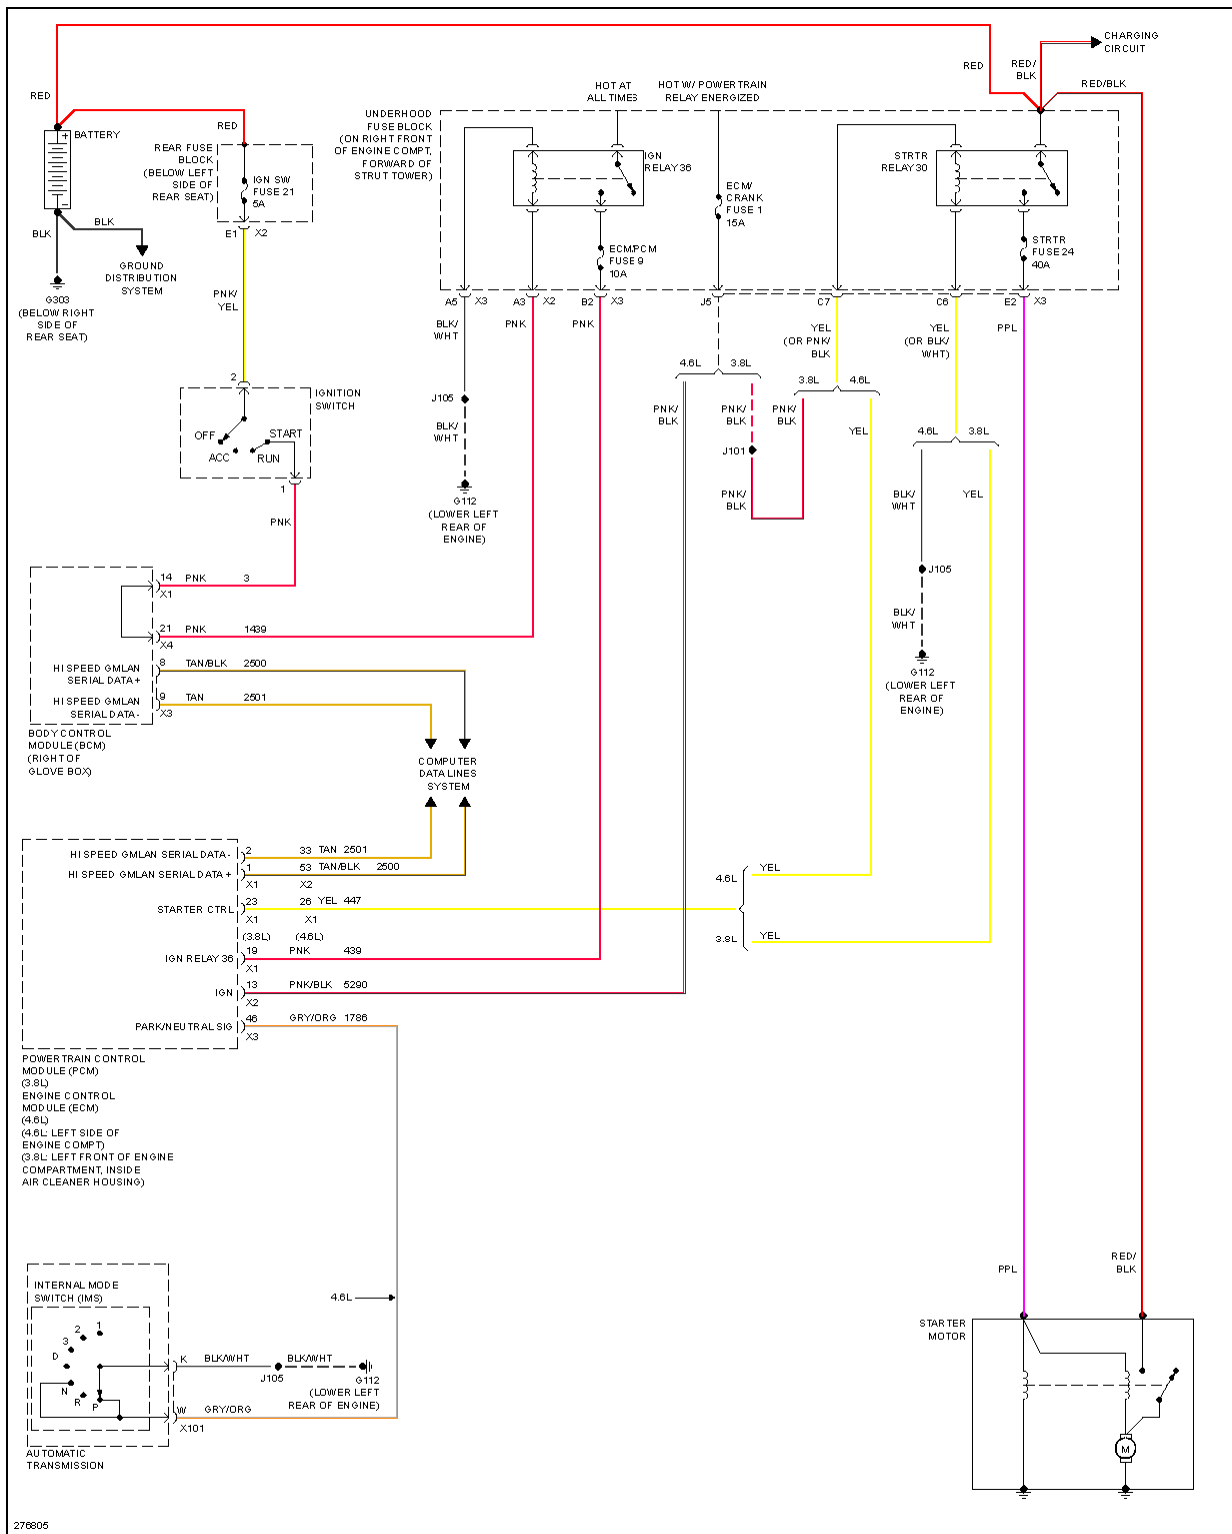 CHARGING
CIRCUIT
RED
RED/
BLK
RED/BLK
HOT AT
ALL TIMES
HOT W/ POWERTRAIN
RELAY ENERGIZED
RED
BATTERY
+
-
RED
UNDERHOOD
FUSE BLOCK
(ON RIGHT FRONT
OF ENGINE COMPT,
FORWARD OF
STRUT TOWER)
REAR FUSE
BLOCK
(BELOW LEFT
SIDE OF
REAR SEAT)
IGN SW
FUSE 21
5A
IGN
RELAY 36
STRTR
RELAY 30
ECM/
CRANK
FUSE 1
15A
ECM/PCM
FUSE 9
10A
STRTR
FUSE 24
40A
BLK
BLK
E1
X2
GROUND
DISTRIBUTION
SYSTEM
G303
(BELOW RIGHT
SIDE OF
REAR SEAT)
PNK/
YEL
A5
X3
A3
X2
B2
X3
J5
C7
C6
E2
X3
BLK/
WHT
PNK
PNK
YEL
(OR PNK/
BLK
YEL
(OR BLK/
WHT)
PPL
4.6L
3.8L
3.8L
4.6L
2
IGNITION
SWITCH
OFF
ACC
START
RUN
1
J105
BLK/
WHT
PNK/
BLK
PNK/
BLK
PNK/
BLK
YEL
4.6L
3.8L
J101
PNK/
BLK
BLK/
WHT
YEL
G112
(LOWER LEFT
REAR OF
ENGINE)
PNK
14
PNK
3
X1
21
PNK
1439
X4
J105
BLK/
WHT
G112
(LOWER LEFT
REAR OF
ENGINE)
HI SPEED GMLAN
SERIAL DATA +
8
TAN/BLK
2500
HI SPEED GMLAN
SERIAL DATA-
9
TAN
2501
X3
BODY CONTROL
MODULE (BCM)
(RIGHT OF
GLOVE BOX)
COMPUTER
DATA LINES
SYSTEM
HI SPEED GMLAN SERIAL DATA-
2
33
TAN
2501
HI SPEED GMLAN SERIAL DATA +
1
53
TAN/BLK
2500
X1
X2
STARTER CTRL
23
26
YEL
447
X1
X1
(3.8L)
(4.6L)
4.6L
YEL
3.8L
YEL
IGN RELAY 36
19
PNK
439
X1
IGN
13
PNK/BLK
5290
X2
PARK/NEUTRAL SIG
46
GRY/ORG
1786
X3
POWERTRAIN CONTROL
MODULE (PCM)
(3.8L)
ENGINE CONTROL
MODULE (ECM)
(4.6L)
(4.6L: LEFT SIDE OF
ENGINE COMPT)
(3.8L: LEFT FRONT OF ENGINE
COMPARTMENT, INSIDE
AIR CLEANER HOUSING)
INTERNAL MODE
SWITCH (IMS)
1
2
3
D
N
R
P
4.6L
K
BLK/WHT
BLK/WHT
J105
G112
(LOWER LEFT
REAR OF ENGINE)
W
GRY/ORG
X101
AUTOMATIC
TRANSMISSION
PPL
RED/
BLK
STARTER
MOTOR
M
276805